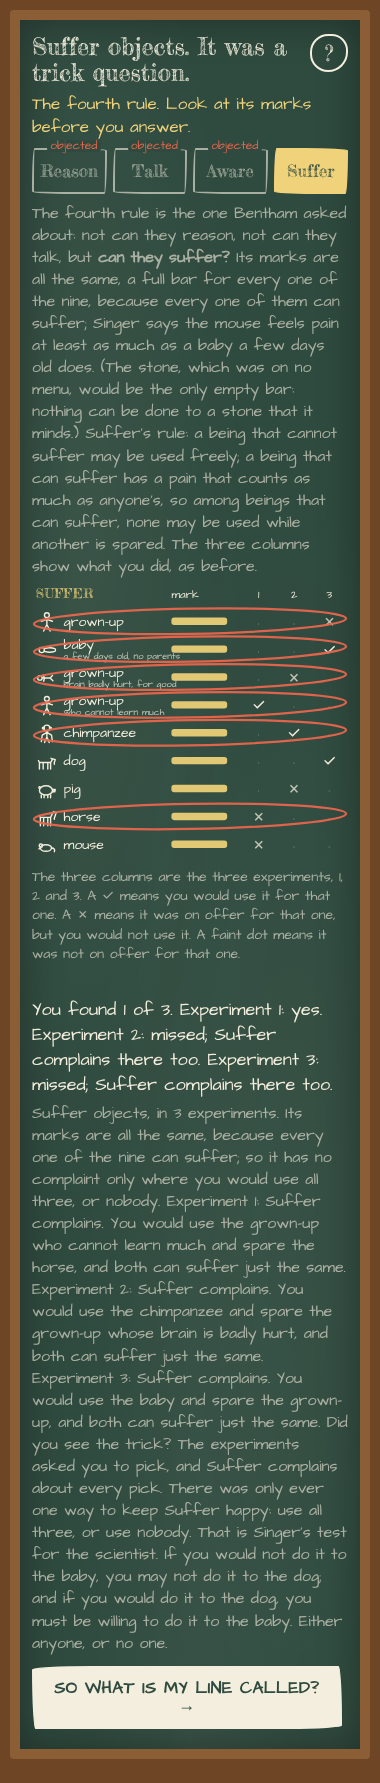 Suffer objects. It was a
trick question.
?
The fourth rule. Look at its marks
before you answer.
objected
objected
objected
Reason
Talk
Aware
Suffer
The fourth rule is the one Bentham asked
about: not can they reason, not can they
talk, but can they suffer? Its marks are
all the same, a full bar for every one of
the nine, because every one of them can
suffer; Singer says the mouse feels pain
at least as much as a baby a few days
old does. (The stone, which was on no
menu, would be the only empty bar:
nothing can be done to a stone that it
minds.) Suffer's rule: a being that cannot
suffer may be used freely; a being that
can suffer has a pain that counts as
much as anyone's, so among beings that
can suffer, none may be used while
another is spared. The three columns
show what you did, as before.
SUFFER mark 1 2 3
grown-up ×
baby ✓
a few days old, no parents
grown-up ×
brain badly hurt, for good
grown-up ✓
who cannot learn much
chimpanzee ✓
dog ✓
pig ×
horse ×
mouse ×
The three columns are the three experiments, 1,
2 and 3. A ✓ means you would use it for that
one. A × means it was on offer for that one,
but you would not use it. A faint dot means it
was not on offer for that one.
You found 1 of 3. Experiment 1: yes.
Experiment 2: missed; Suffer
complains there too. Experiment 3:
missed; Suffer complains there too.
Suffer objects, in 3 experiments. Its
marks are all the same, because every
one of the nine can suffer; so it has no
complaint only where you would use all
three, or nobody. Experiment 1: Suffer
complains. You would use the grown-up
who cannot learn much and spare the
horse, and both can suffer just the same.
Experiment 2: Suffer complains. You
would use the chimpanzee and spare the
grown-up whose brain is badly hurt, and
both can suffer just the same.
Experiment 3: Suffer complains. You
would use the baby and spare the grown-
up, and both can suffer just the same. Did
you see the trick? The experiments
asked you to pick, and Suffer complains
about every pick. There was only ever
one way to keep Suffer happy: use all
three, or use nobody. That is Singer's test
for the scientist. If you would not do it to
the baby, you may not do it to the dog;
and if you would do it to the dog, you
must be willing to do it to the baby. Either
anyone, or no one.
SO WHAT IS MY LINE CALLED?
→